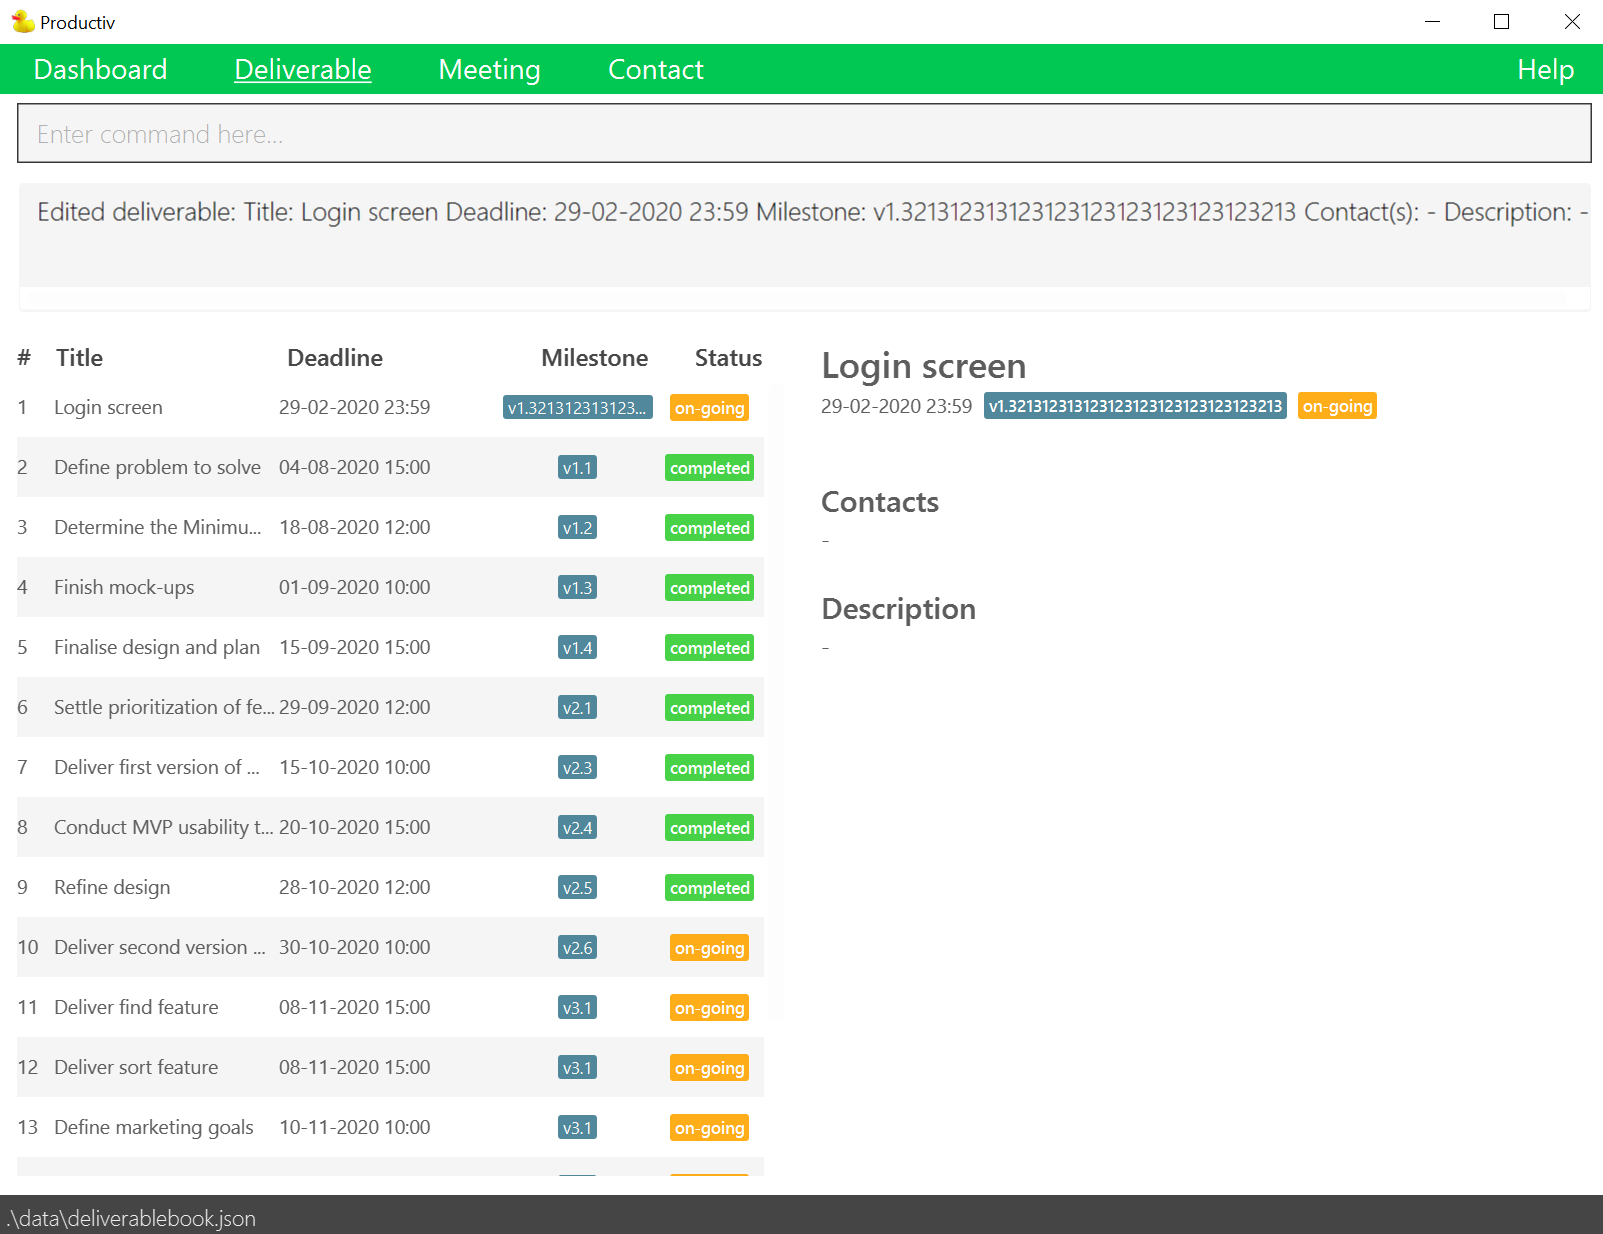 Productiv
Dashboard Deliverable Meeting Contact Help
Enter command here...
Edited deliverable: Title: Login screen Deadline: 29-02-2020 23:59 Milestone: v1.321312313123123123123123123123213 Contact(s): - Description: -
# Title Deadline Milestone Status
1 Login screen 29-02-2020 23:59 v1.321312313123... on-going
2 Define problem to solve 04-08-2020 15:00 v1.1 completed
3 Determine the Minimu... 18-08-2020 12:00 v1.2 completed
4 Finish mock-ups 01-09-2020 10:00 v1.3 completed
5 Finalise design and plan 15-09-2020 15:00 v1.4 completed
6 Settle prioritization of fe... 29-09-2020 12:00 v2.1 completed
7 Deliver first version of ... 15-10-2020 10:00 v2.3 completed
8 Conduct MVP usability t... 20-10-2020 15:00 v2.4 completed
9 Refine design 28-10-2020 12:00 v2.5 completed
10 Deliver second version ... 30-10-2020 10:00 v2.6 on-going
11 Deliver find feature 08-11-2020 15:00 v3.1 on-going
12 Deliver sort feature 08-11-2020 15:00 v3.1 on-going
13 Define marketing goals 10-11-2020 10:00 v3.1 on-going
Login screen
29-02-2020 23:59 v1.321312313123123123123123123123213 on-going
Contacts
-
Description
-
.\data\deliverablebook.json